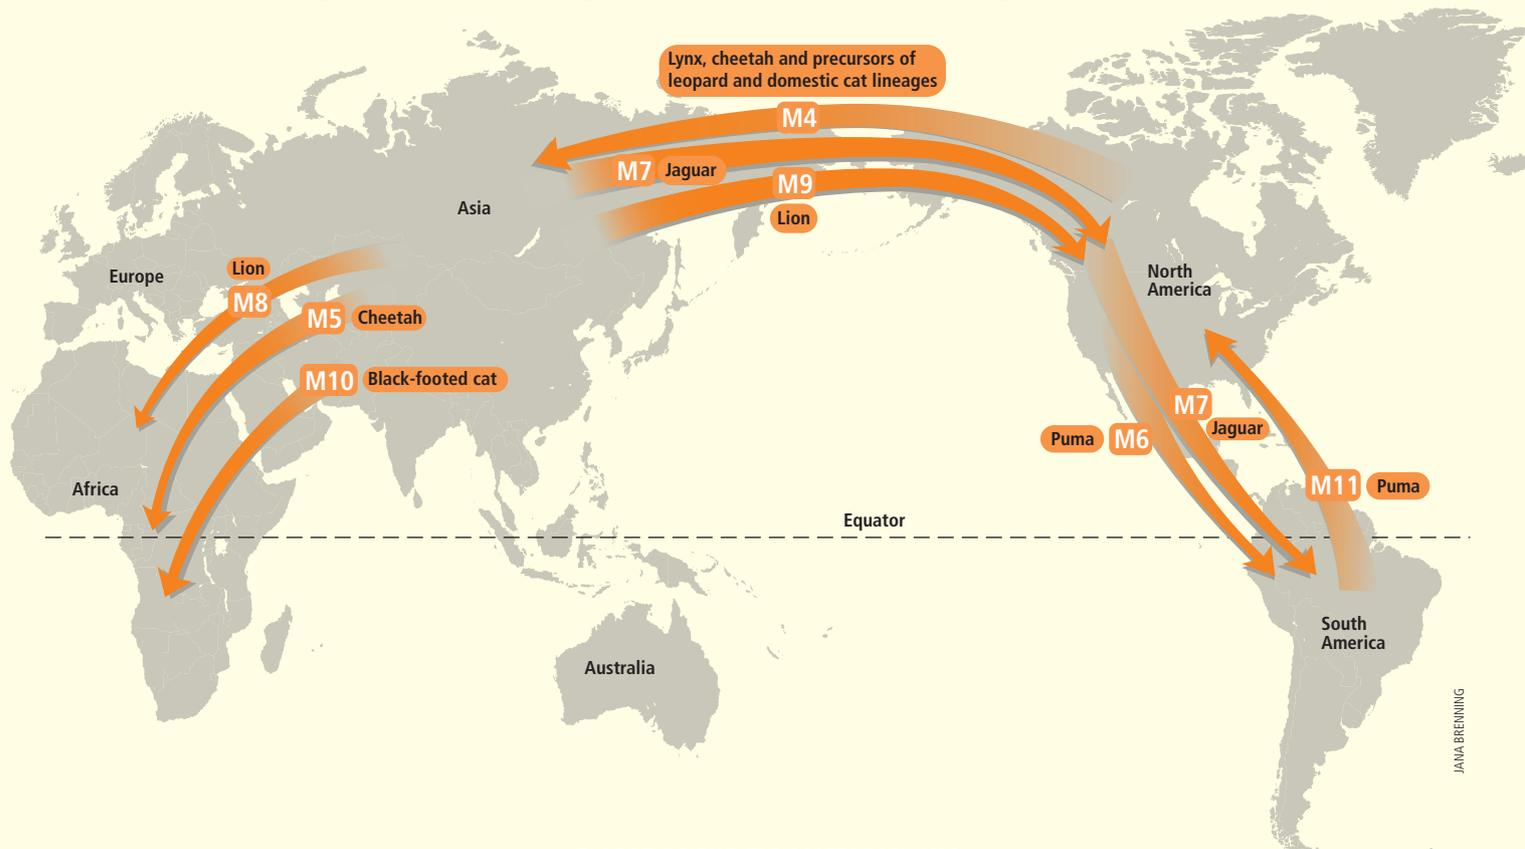 Lynx, cheetah and precursors of
leopard and domestic cat lineages
M4
M7 Jaguar
M9
Lion
Asia
Europe
Lion
M8
M5 Cheetah
M10 Black-footed cat
North
America
M7
Jaguar
Puma M6
M11 Puma
Africa
Equator
South
America
Australia
JANA BRENNING